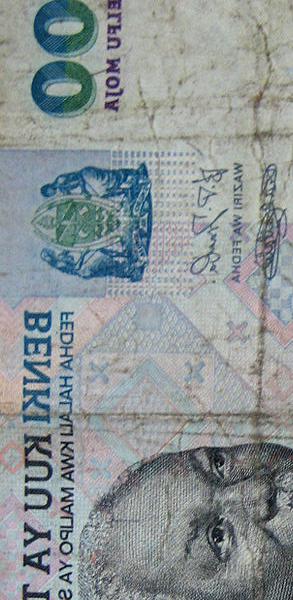 BENKI KUU YA T
FEDHA HALALI KWA MALIPO YA S
WAZIRI WA FEDHA
00
ELFU MOJA